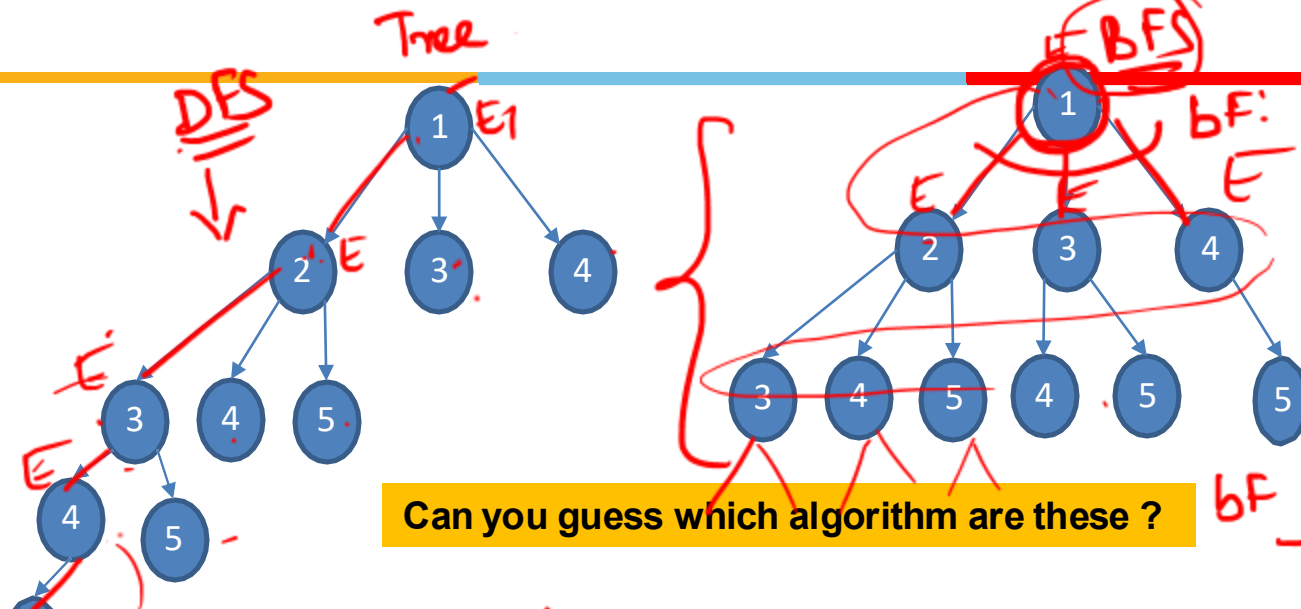 Tree
DFS
E BFS
1 E1
1
bF:
E E E
2 E 3 4
2 3 4
E
3 4 5
3 4 5 4 5 5
E
4 5
Can you guess which algorithm are these ?
bF